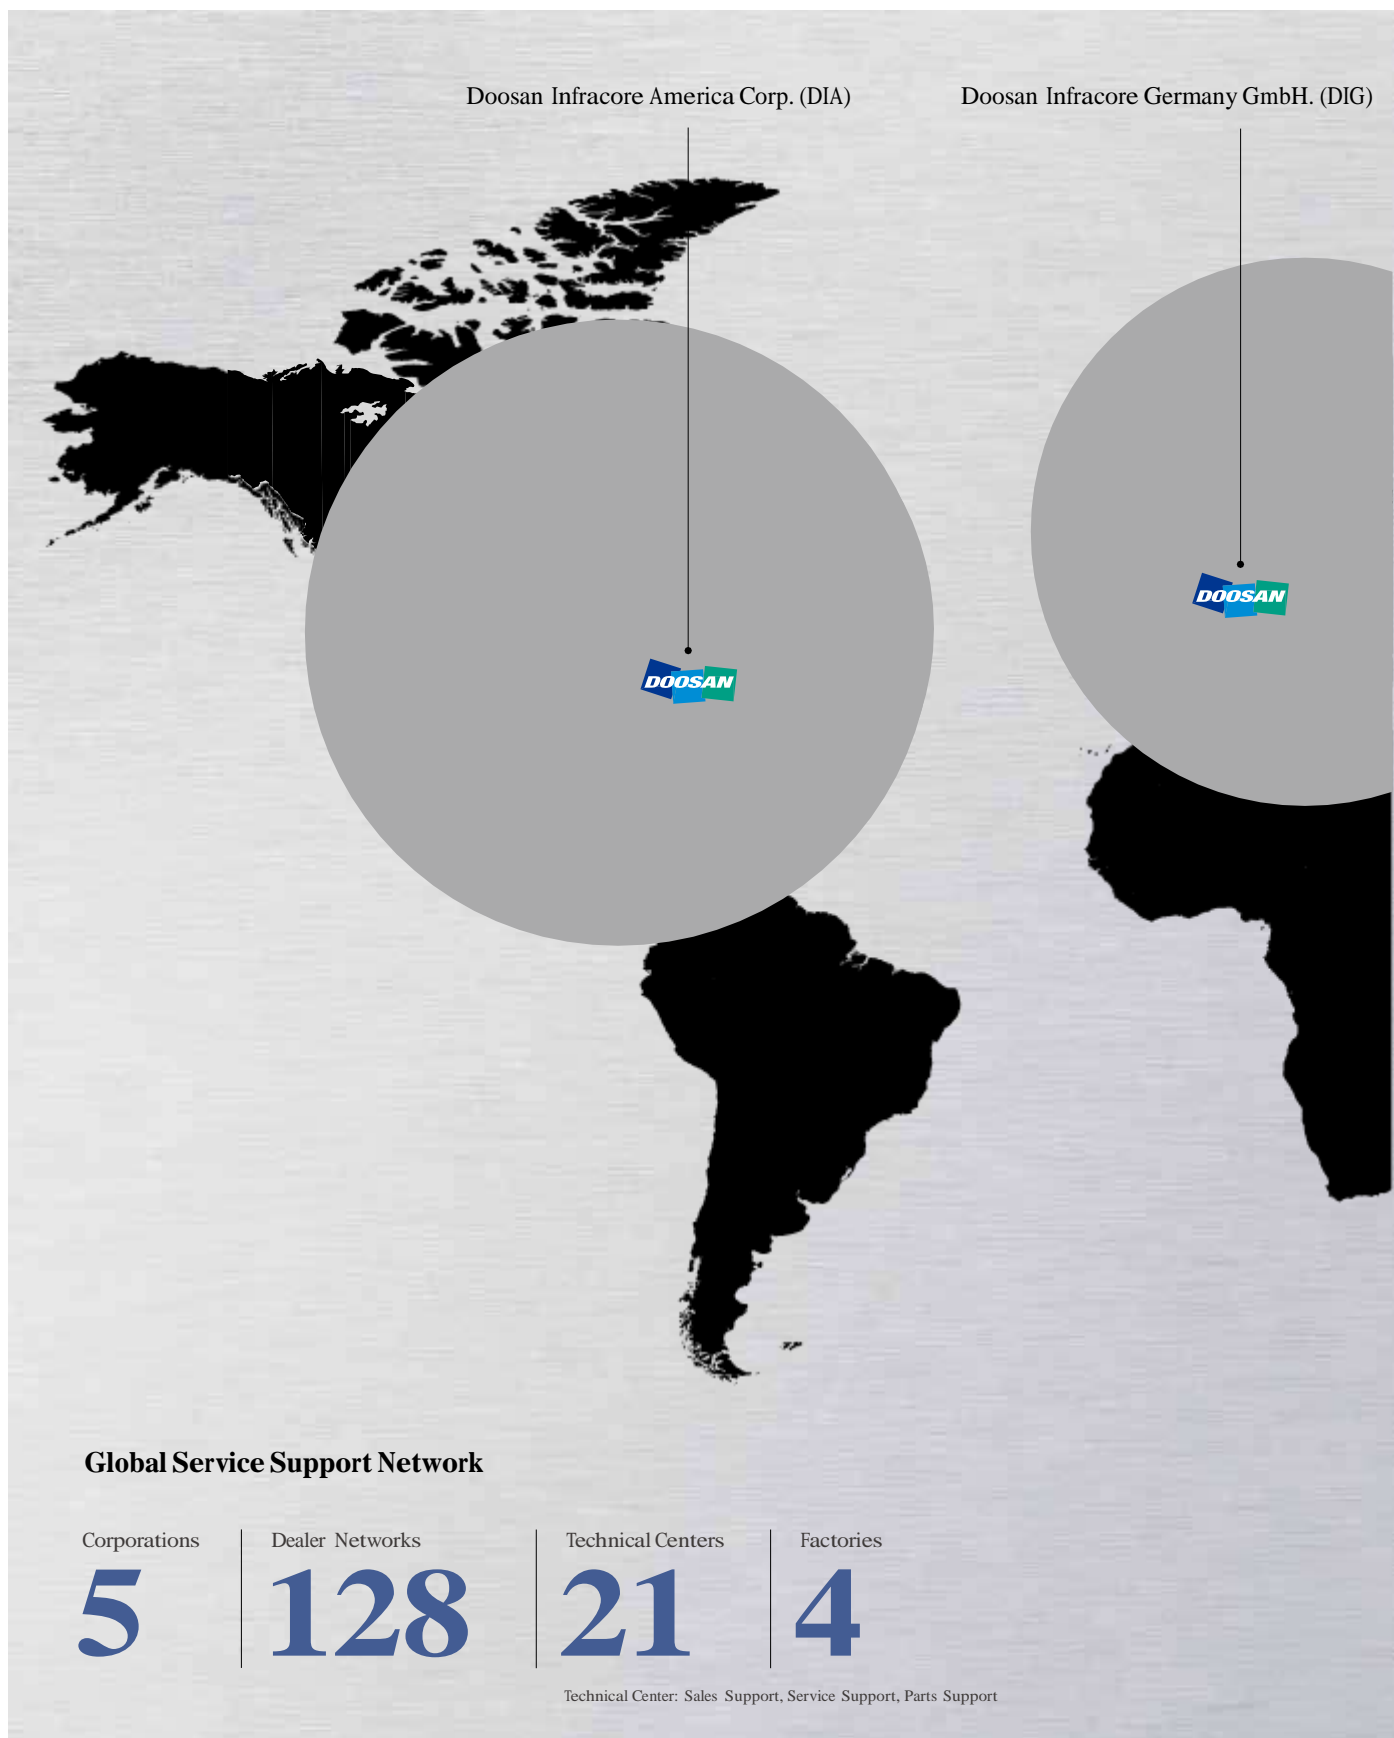 Doosan Infracore America Corp. (DIA)
Doosan Infracore Germany GmbH. (DIG)
DOOSAN
DOOSAN
Global Service Support Network
Corporations
5
Dealer Networks
128
Technical Centers
21
Factories
4
Technical Center: Sales Support, Service Support, Parts Support